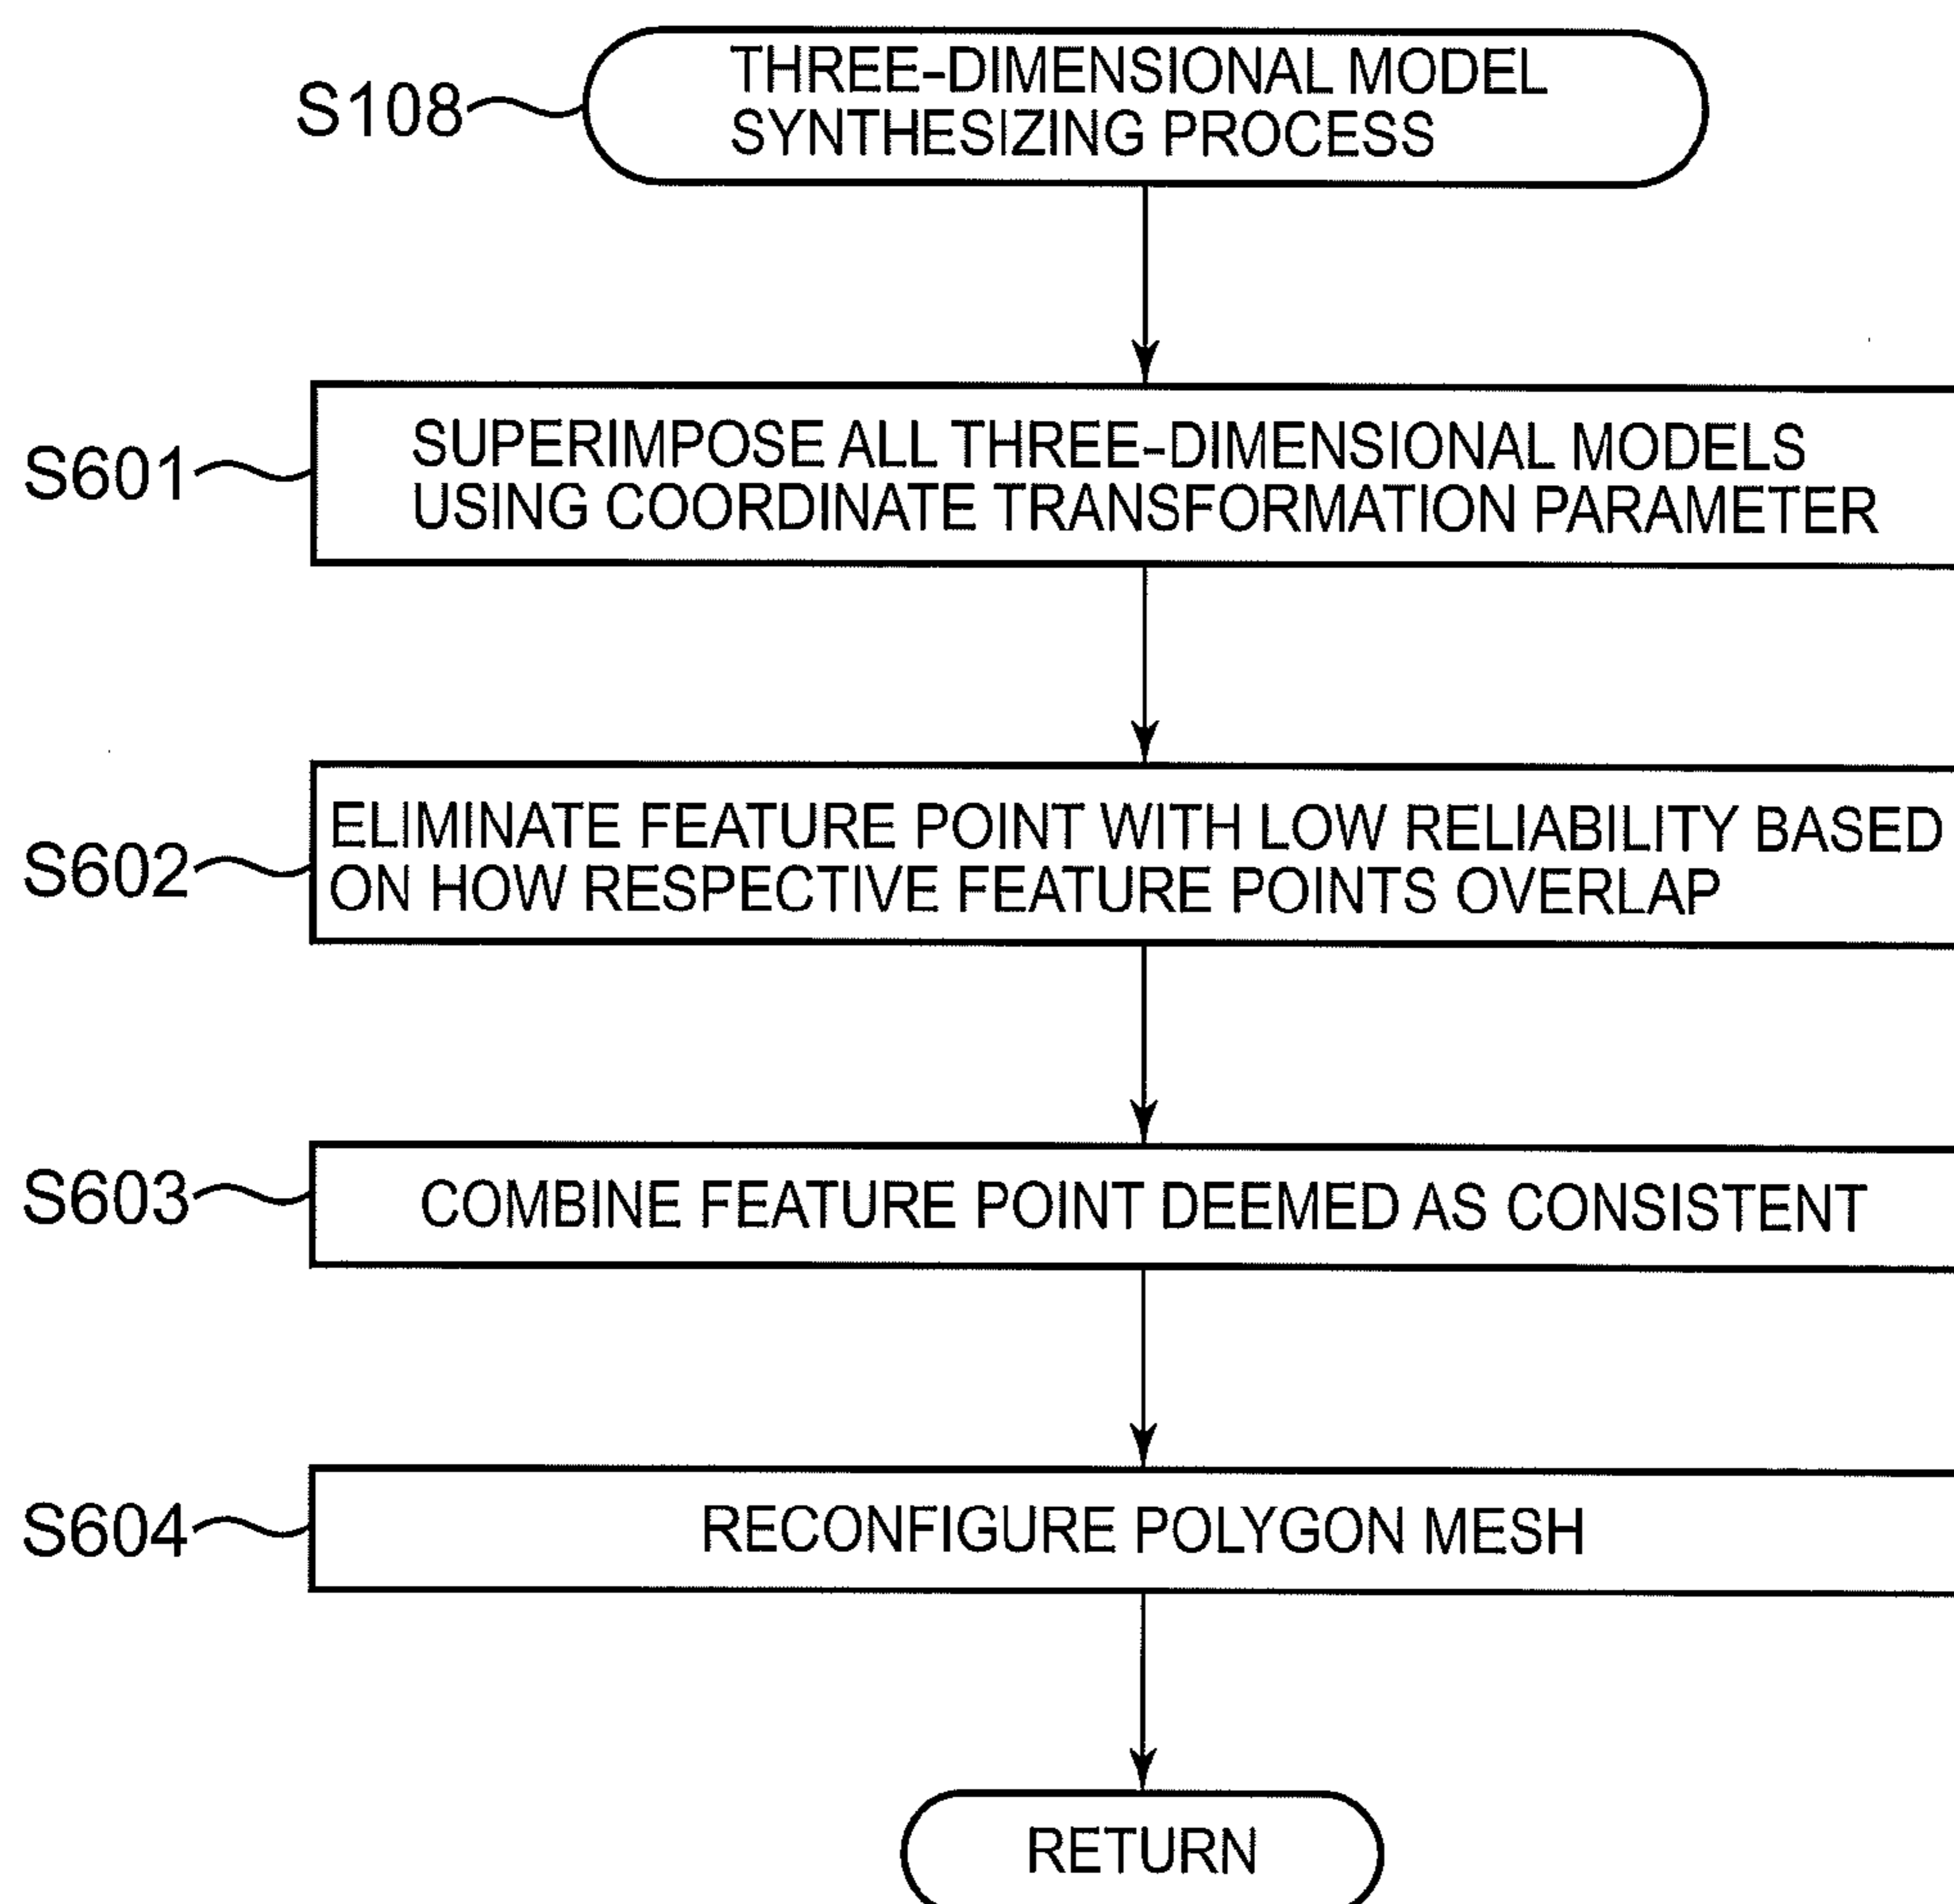 S108
THREE-DIMENSIONAL MODEL
SYNTHESIZING PROCESS
S601
SUPERIMPOSE ALL THREE-DIMENSIONAL MODELS
USING COORDINATE TRANSFORMATION PARAMETER
S602
ELIMINATE FEATURE POINT WITH LOW RELIABILITY BASED
ON HOW RESPECTIVE FEATURE POINTS OVERLAP
S603
COMBINE FEATURE POINT DEEMED AS CONSISTENT
S604
RECONFIGURE POLYGON MESH
RETURN